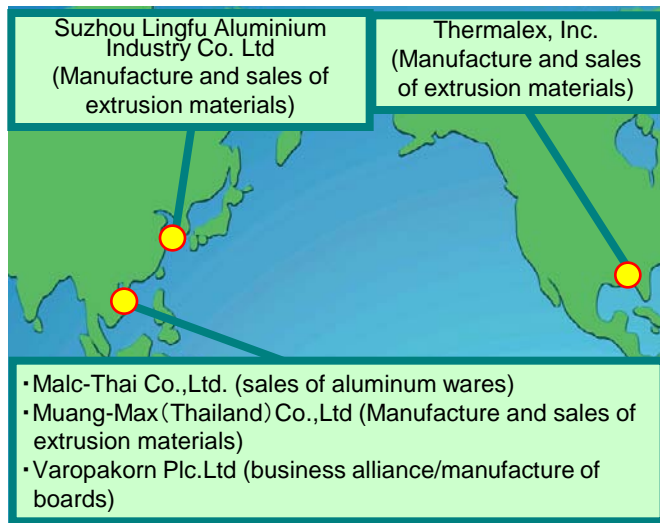 Suzhou Lingfu Aluminium
Industry Co. Ltd
(Manufacture and sales of
extrusion materials)
Thermalex, Inc.
(Manufacture and sales
of extrusion materials)
・Malc-Thai Co.,Ltd. (sales of aluminum wares)
・Muang-Max（Thailand）Co.,Ltd (Manufacture and sales of
extrusion materials)
・Varopakorn Plc.Ltd (business alliance/manufacture of
boards)